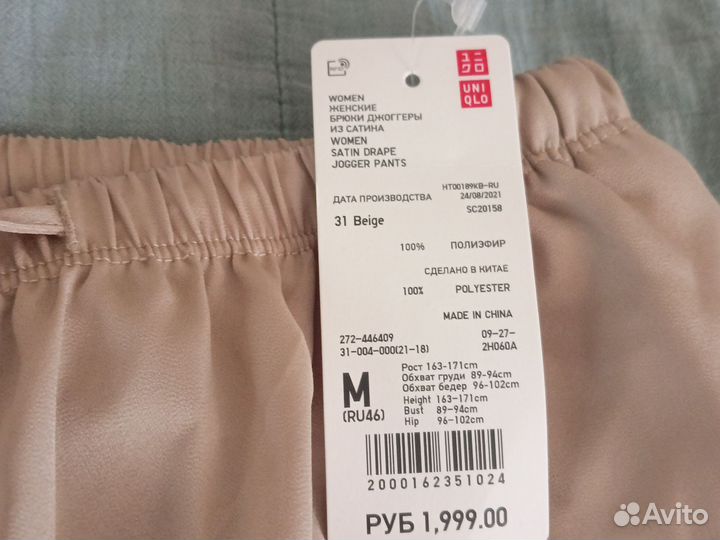 ユニ
クロ
UNI
QLO
WOMEN
ЖЕНСКИЕ
БРЮКИ ДЖОГГЕРЫ
ИЗ САТИНА
WOMEN
SATIN DRAPE
JOGGER PANTS
HT00189KB-RU
ДАТА ПРОИЗВОДСТВА 24/08/2021
SC20158
31 Beige
100% ПОЛИЭФИР
СДЕЛАНО В КИТАЕ
100% POLYESTER
MADE IN CHINA
272-446409 09-27-
31-004-000(21-18) 2H060A
M
(RU46)
Рост 163-171cm
Обхват груди 89-94cm
Обхват бедер 96-102cm
Height 163-171cm
Bust 89-94cm
Hip 96-102cm
2000162351024
РУБ 1,999.00
Avito